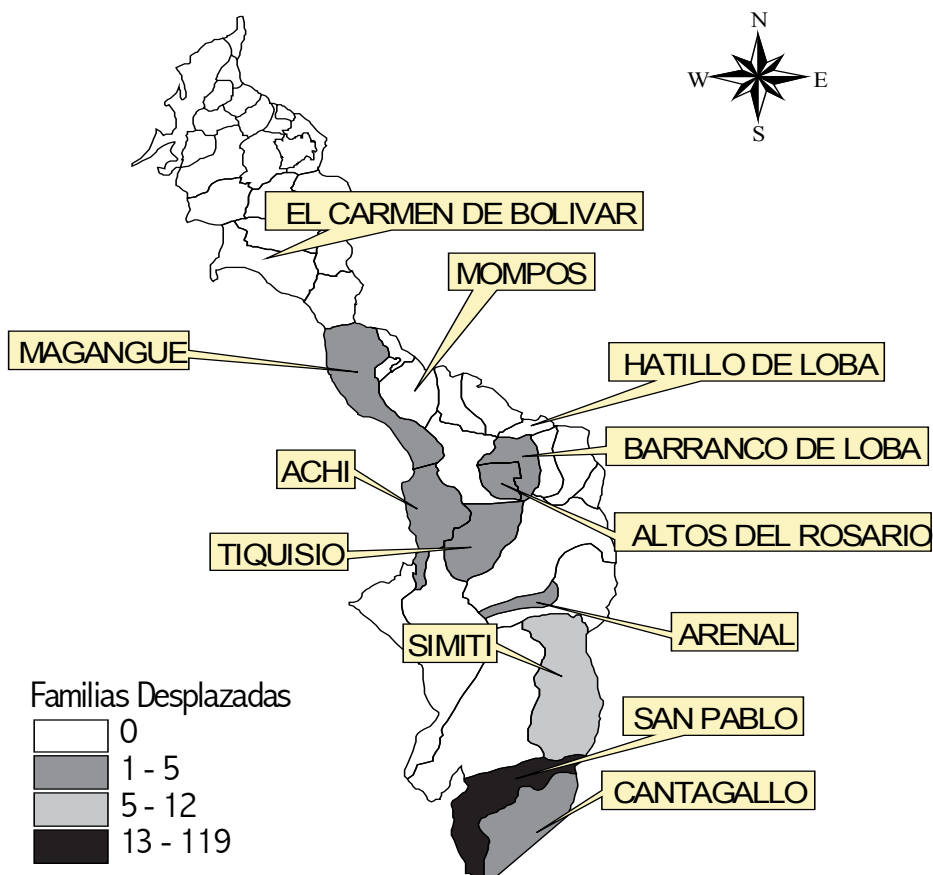 N
W E
S
EL CARMEN DE BOLIVAR
MOMPOS
MAGANGUE
HATILLO DE LOBA
BARRANCO DE LOBA
ACHI
ALTOS DEL ROSARIO
TIQUISIO
ARENAL
SIMITI
Familias Desplazadas
0
1 - 5
5 - 12
13 - 119
SAN PABLO
CANTAGALLO